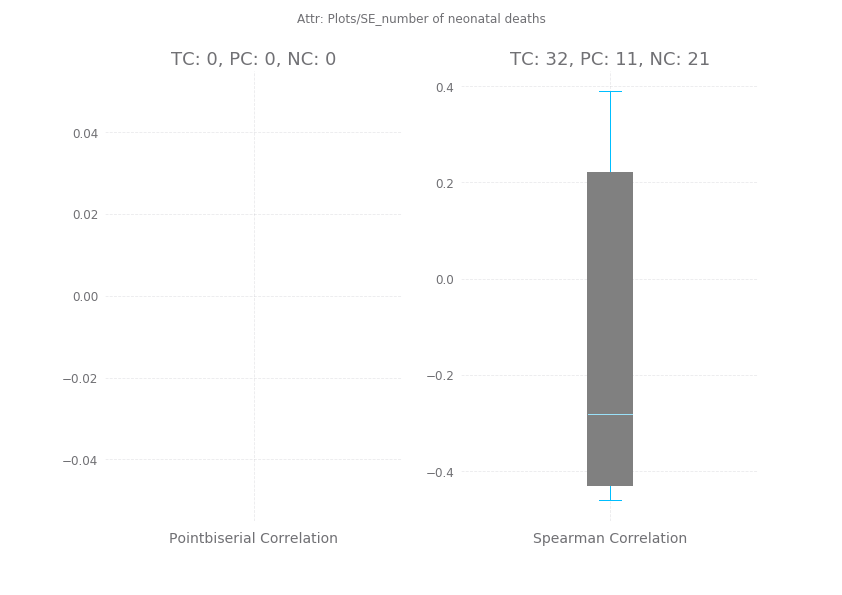 Attr: Plots/SE_number of neonatal deaths
TC: 0, PC: 0, NC: 0
0.04
0.02
0.00
−0.02
−0.04
Pointbiserial Correlation
TC: 32, PC: 11, NC: 21
0.4
0.2
0.0
−0.2
−0.4
Spearman Correlation